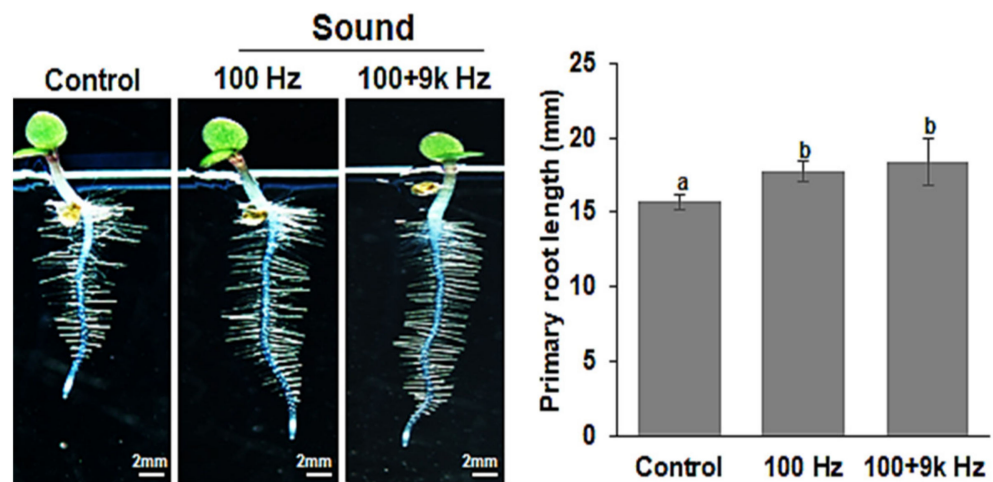 Sound
Control
100 Hz
100+9k Hz
2mm
2mm
2mm
Primary root length (mm)
25
20
15
10
5
0
a
b
b
Control
100 Hz
100+9k Hz